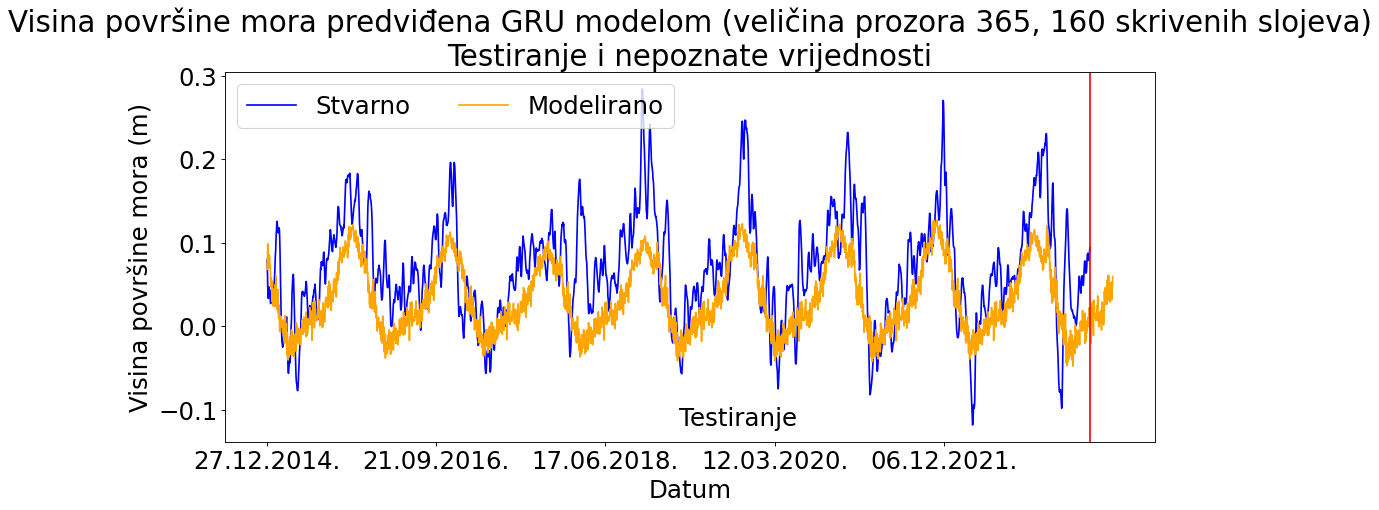 Visina površine mora predviđena GRU modelom (veličina prozora 365, 160 skrivenih slojeva)
Testiranje i nepoznate vrijednosti
Stvarno Modelirano
Visina površine mora (m)
0.3
0.2
0.1
0.0
−0.1
Testiranje
27.12.2014. 21.09.2016. 17.06.2018. 12.03.2020. 06.12.2021.
Datum